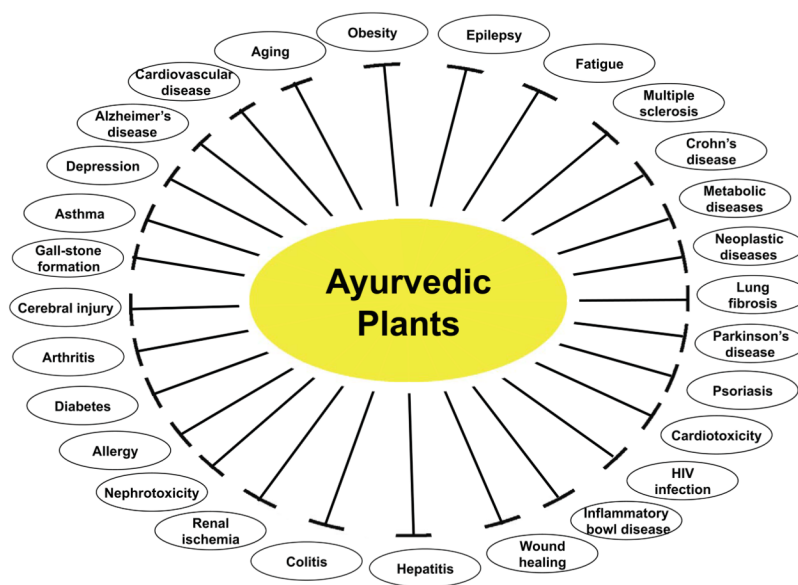 Obesity
Epilepsy
Fatigue
Multiple
sclerosis
Crohn's
disease
Metabolic
diseases
Neoplastic
diseases
Lung
fibrosis
Parkinson's
disease
Psoriasis
Cardiotoxicity
HIV
infection
Inflammatory
bowl disease
Wound
healing
Hepatitis
Colitis
Renal
ischemia
Nephrotoxicity
Allergy
Diabetes
Arthritis
Cerebral injury
Gall-stone
formation
Asthma
Depression
Alzheimer's
disease
Cardiovascular
disease
Aging
Ayurvedic
Plants